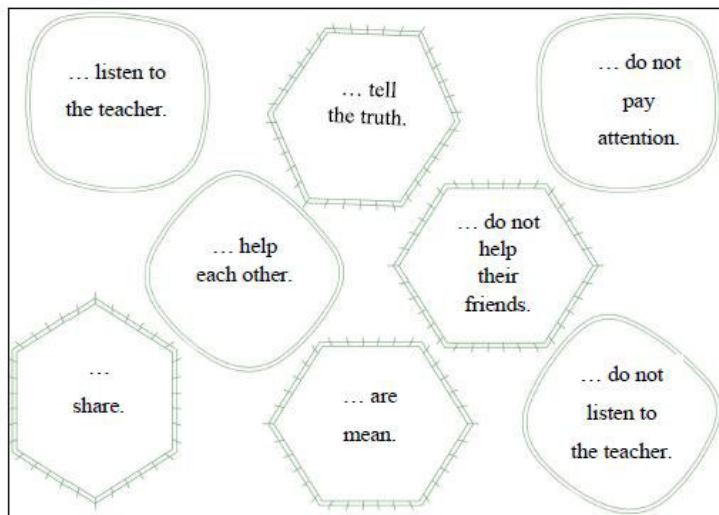 … listen to
the teacher.
… tell
the truth.
… do not
pay
attention.
… help
each other.
… do not
help
their
friends.
…
share.
… are
mean.
… do not
listen to
the teacher.